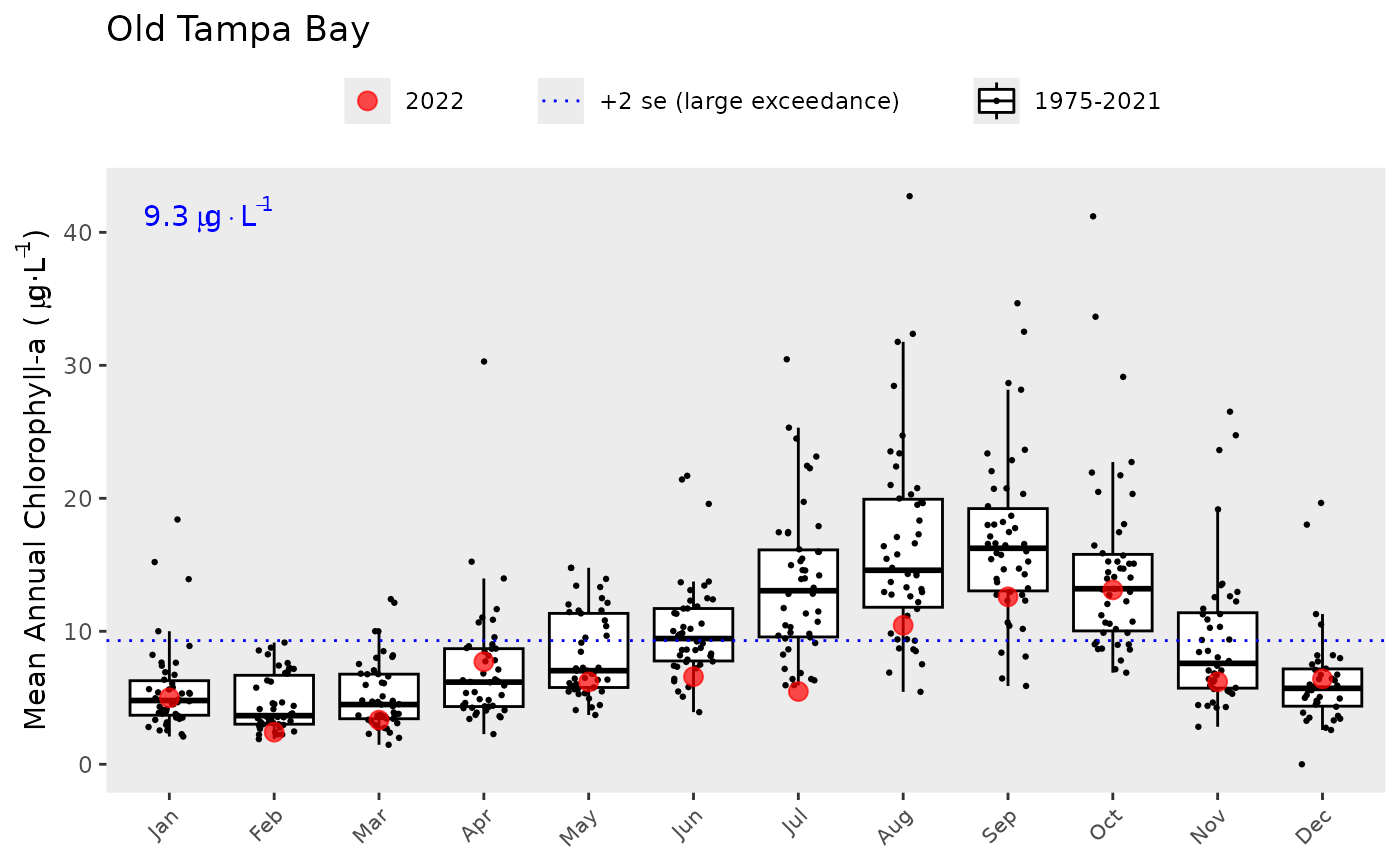 Old Tampa Bay
2022
+2 se (large exceedance)
1975-2021
9.3 μg·L⁻¹
Mean Annual Chlorophyll-a (μg·L⁻¹)
40
30
20
10
0
Jan
Feb
Mar
Apr
May
Jun
Jul
Aug
Sep
Oct
Nov
Dec